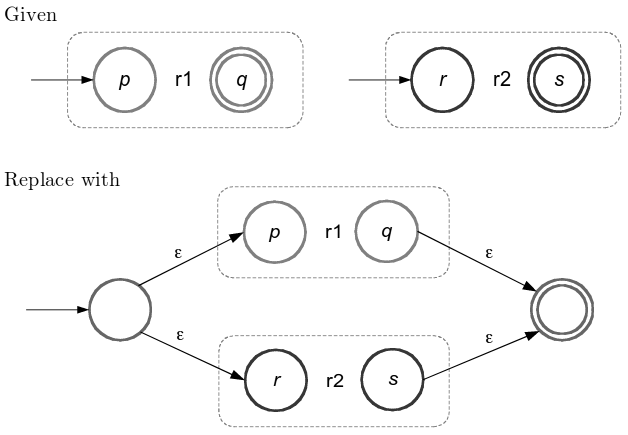 Given
p r1 q r r2 s
Replace with
p r1 q
ε ε
ε ε
r r2 s